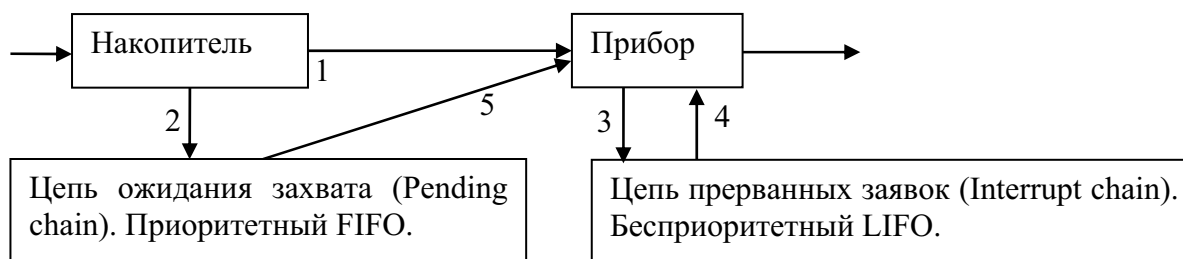 Накопитель
Прибор
1
2
5
3
4
Цепь ожидания захвата (Pending
chain). Приоритетный FIFO.
Цепь прерванных заявок (Interrupt chain).
Бесприоритетный LIFO.